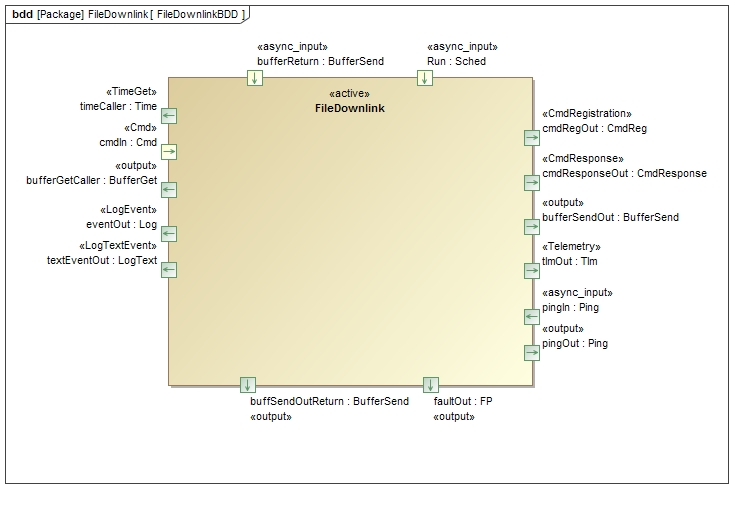 bdd [Package] FileDownlink [ FileDownlinkBDD ]
«async_input»
bufferReturn : BufferSend
«async_input»
Run : Sched
«active»
FileDownlink
«TimeGet»
timeCaller : Time
«Cmd»
cmdIn : Cmd
«output»
bufferGetCaller : BufferGet
«LogEvent»
eventOut : Log
«LogTextEvent»
textEventOut : LogText
«CmdRegistration»
cmdRegOut : CmdReg
«CmdResponse»
cmdResponseOut : CmdResponse
«output»
bufferSendOut : BufferSend
«Telemetry»
tlmOut : Tlm
«async_input»
pingIn : Ping
«output»
pingOut : Ping
buffSendOutReturn : BufferSend
«output»
faultOut : FP
«output»